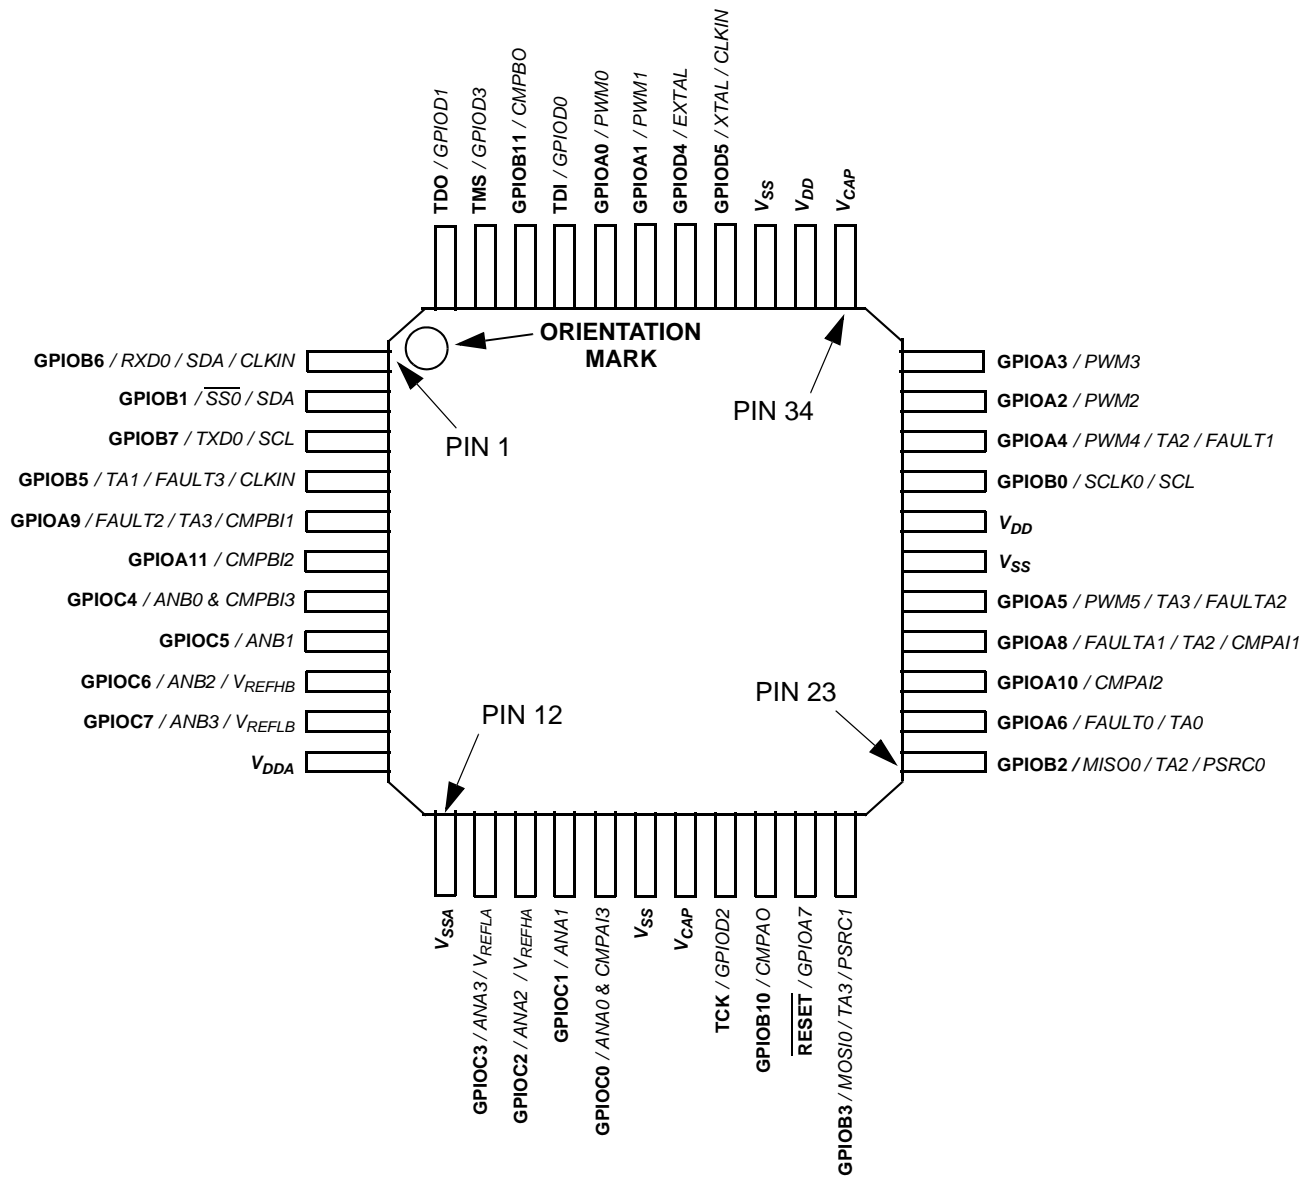 TDO / GPIOD1
TMS / GPIOD3
GPIOB11 / CMPBO
TDI / GPIOD0
GPIOA0 / PWM0
GPIOA1 / PWM1
GPIOD4 / EXTAL
GPIOD5 / XTAL / CLKIN
VSS
VDD
VCAP
ORIENTATION
MARK
PIN 1
PIN 34
GPIOB6 / RXD0 / SDA / CLKIN
GPIOB1 / SS0 / SDA
GPIOB7 / TXD0 / SCL
GPIOB5 / TA1 / FAULT3 / CLKIN
GPIOA9 / FAULT2 / TA3 / CMPBI1
GPIOA11 / CMPBI2
GPIOC4 / ANB0 & CMPBI3
GPIOC5 / ANB1
GPIOC6 / ANB2 / VREFHB
GPIOC7 / ANB3 / VREFLB
VDDA
GPIOA3 / PWM3
GPIOA2 / PWM2
GPIOA4 / PWM4 / TA2 / FAULT1
GPIOB0 / SCLK0 / SCL
VDD
VSS
GPIOA5 / PWM5 / TA3 / FAULTA2
GPIOA8 / FAULTA1 / TA2 / CMPAI1
GPIOA10 / CMPAI2
GPIOA6 / FAULT0 / TA0
GPIOB2 / MISO0 / TA2 / PSRC0
PIN 12
PIN 23
VSSA
GPIOC3 / ANA3 / VREFLA
GPIOC2 / ANA2 / VREFHA
GPIOC1 / ANA1
GPIOC0 / ANA0 & CMPAI3
VSS
VCAP
TCK / GPIOD2
GPIOB10 / CMPAO
RESET / GPIOA7
GPIOB3 / MOSI0 / TA3 / PSRC1